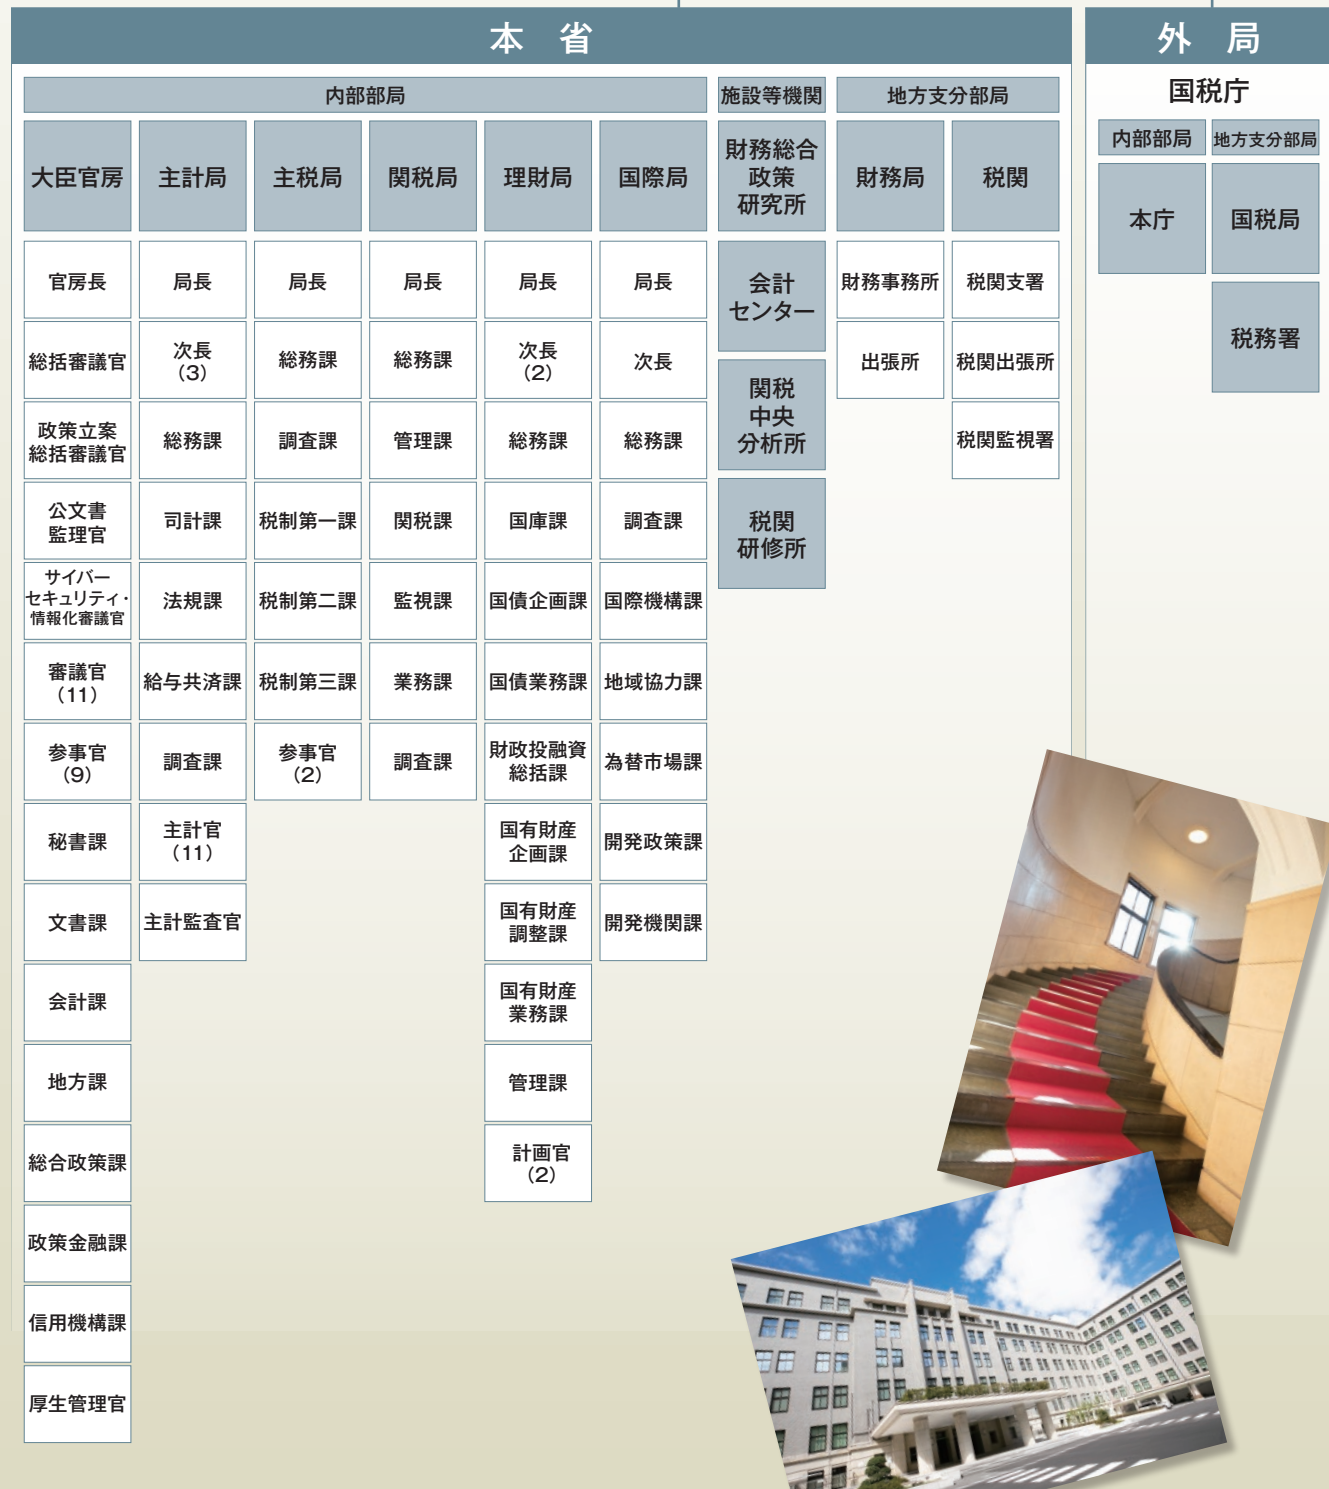 本 省
内部部局
施設等機関
地方支分部局
大臣官房
官房長
総括審議官
政策立案
総括審議官
公文書
監理官
サイバー
セキュリティ・
情報化審議官
審議官
(11)
参事官
(9)
秘書課
文書課
会計課
地方課
総合政策課
政策金融課
信用機構課
厚生管理官
主計局
局長
次長
(3)
総務課
司計課
法規課
給与共済課
調査課
主計官
(11)
主計監査官
主税局
局長
総務課
調査課
税制第一課
税制第二課
税制第三課
参事官
(2)
関税局
局長
総務課
管理課
関税課
監視課
業務課
調査課
理財局
局長
次長
(2)
総務課
国庫課
国債企画課
国債業務課
財政投融資
総括課
国有財産
企画課
国有財産
調整課
国有財産
業務課
管理課
計画官
(2)
国際局
局長
次長
総務課
調査課
国際機構課
地域協力課
為替市場課
開発政策課
開発機関課
財務総合
政策
研究所
会計
センター
関税
中央
分析所
税関
研修所
財務局
財務事務所
出張所
税関
税関支署
税関出張所
税関監視署
外 局
国税庁
内部部局
地方支分部局
本庁
国税局
税務署